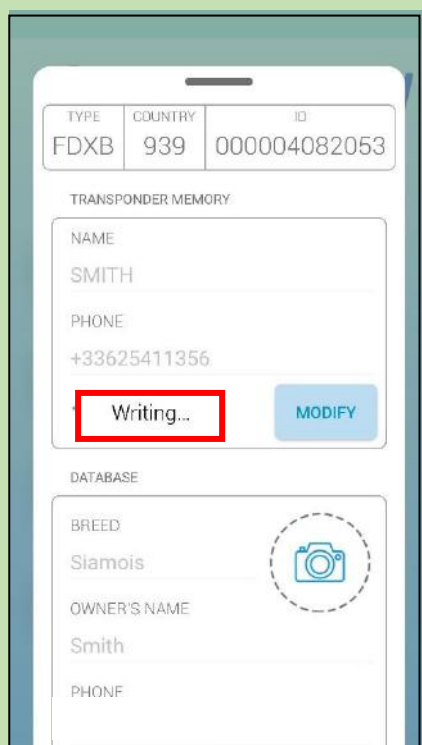 TYPE COUNTRY ID
FDXB 939 000004082053
TRANSPONDER MEMORY
NAME
SMITH
PHONE
+33625411356
Writing... MODIFY
DATABASE
BREED
Siamois
OWNER'S NAME
Smith
PHONE